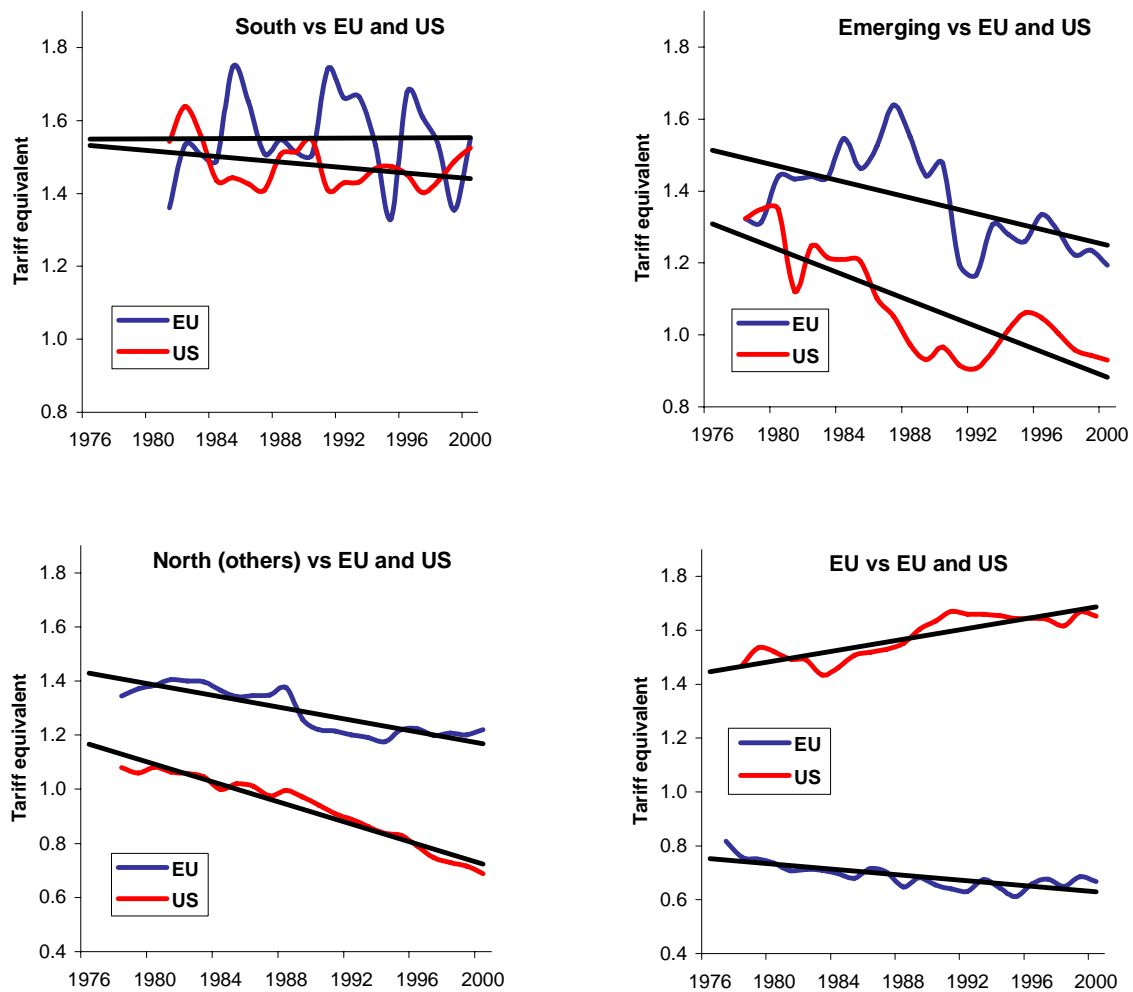 South vs EU and US
Tariff equivalent
1.8
1.6
1.4
1.2
1.0
0.8
EU
US
1976 1980 1984 1988 1992 1996 2000
Emerging vs EU and US
Tariff equivalent
1.8
1.6
1.4
1.2
1.0
0.8
EU
US
1976 1980 1984 1988 1992 1996 2000
North (others) vs EU and US
Tariff equivalent
1.8
1.6
1.4
1.2
1.0
0.8
0.6
0.4
EU
US
1976 1980 1984 1988 1992 1996 2000
EU vs EU and US
Tariff equivalent
1.8
1.6
1.4
1.2
1.0
0.8
0.6
0.4
EU
US
1976 1980 1984 1988 1992 1996 2000